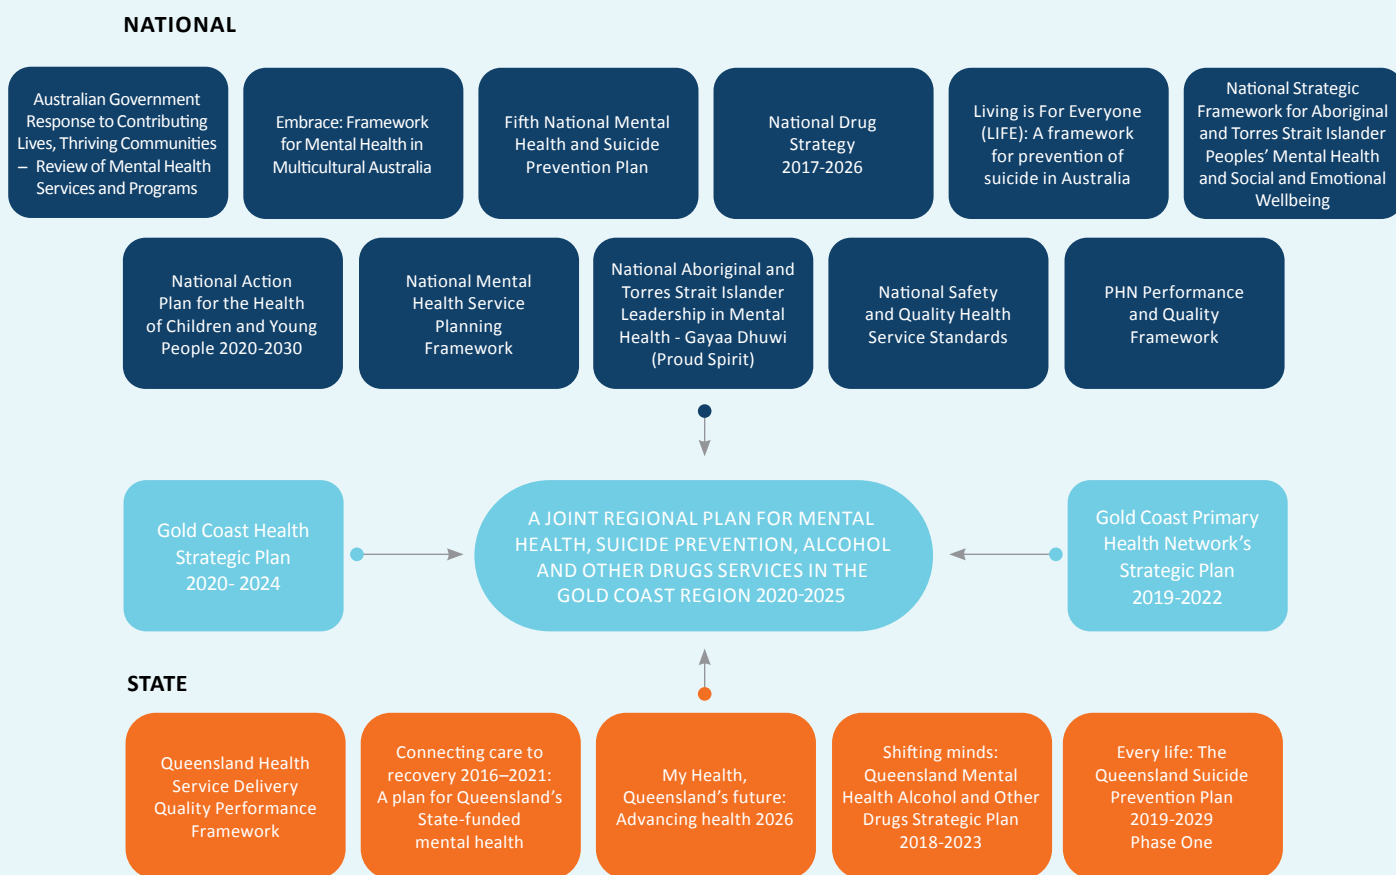 NATIONAL
Australian Government
Response to Contributing
Lives, Thriving Communities
– Review of Mental Health
Services and Programs
Embrace: Framework
for Mental Health in
Multicultural Australia
Fifth National Mental
Health and Suicide
Prevention Plan
National Drug
Strategy
2017-2026
Living is For Everyone
(LIFE): A framework
for prevention of
suicide in Australia
National Strategic
Framework for Aboriginal
and Torres Strait Islander
Peoples’ Mental Health
and Social and Emotional
Wellbeing
National Action
Plan for the Health
of Children and Young
People 2020-2030
National Mental
Health Service
Planning
Framework
National Aboriginal and
Torres Strait Islander
Leadership in Mental
Health - Gayaa Dhuwi
(Proud Spirit)
National Safety
and Quality Health
Service Standards
PHN Performance
and Quality
Framework
Gold Coast Health
Strategic Plan
2020- 2024
A JOINT REGIONAL PLAN FOR MENTAL
HEALTH, SUICIDE PREVENTION, ALCOHOL
AND OTHER DRUGS SERVICES IN THE
GOLD COAST REGION 2020-2025
Gold Coast Primary
Health Network’s
Strategic Plan
2019-2022
STATE
Queensland Health
Service Delivery
Quality Performance
Framework
Connecting care to
recovery 2016–2021:
A plan for Queensland’s
State-funded
mental health
My Health,
Queensland’s future:
Advancing health 2026
Shifting minds:
Queensland Mental
Health Alcohol and Other
Drugs Strategic Plan
2018-2023
Every life: The
Queensland Suicide
Prevention Plan
2019-2029
Phase One